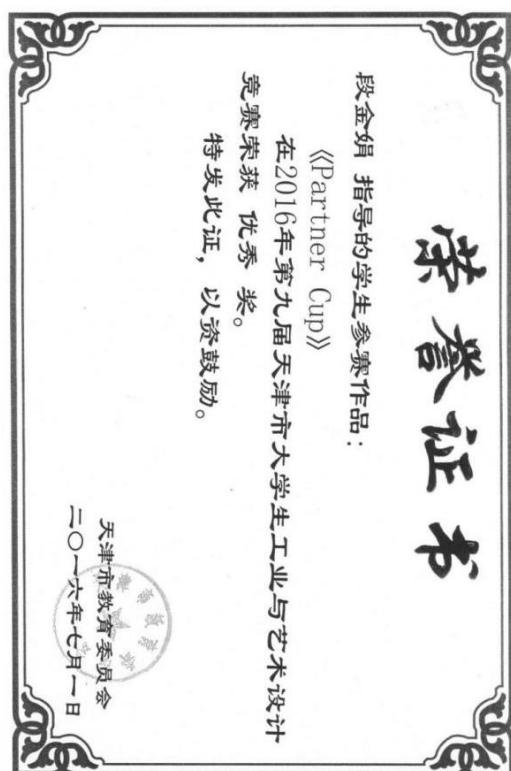 荣誉证书
段金娟 指导的学生参赛作品：
《Partner Cup》
在2016年第九届天津市大学生工业与艺术设计
竞赛荣获 优秀 奖。
特发此证，以资鼓励。
天津市教育委员会
二〇一六年七月一日